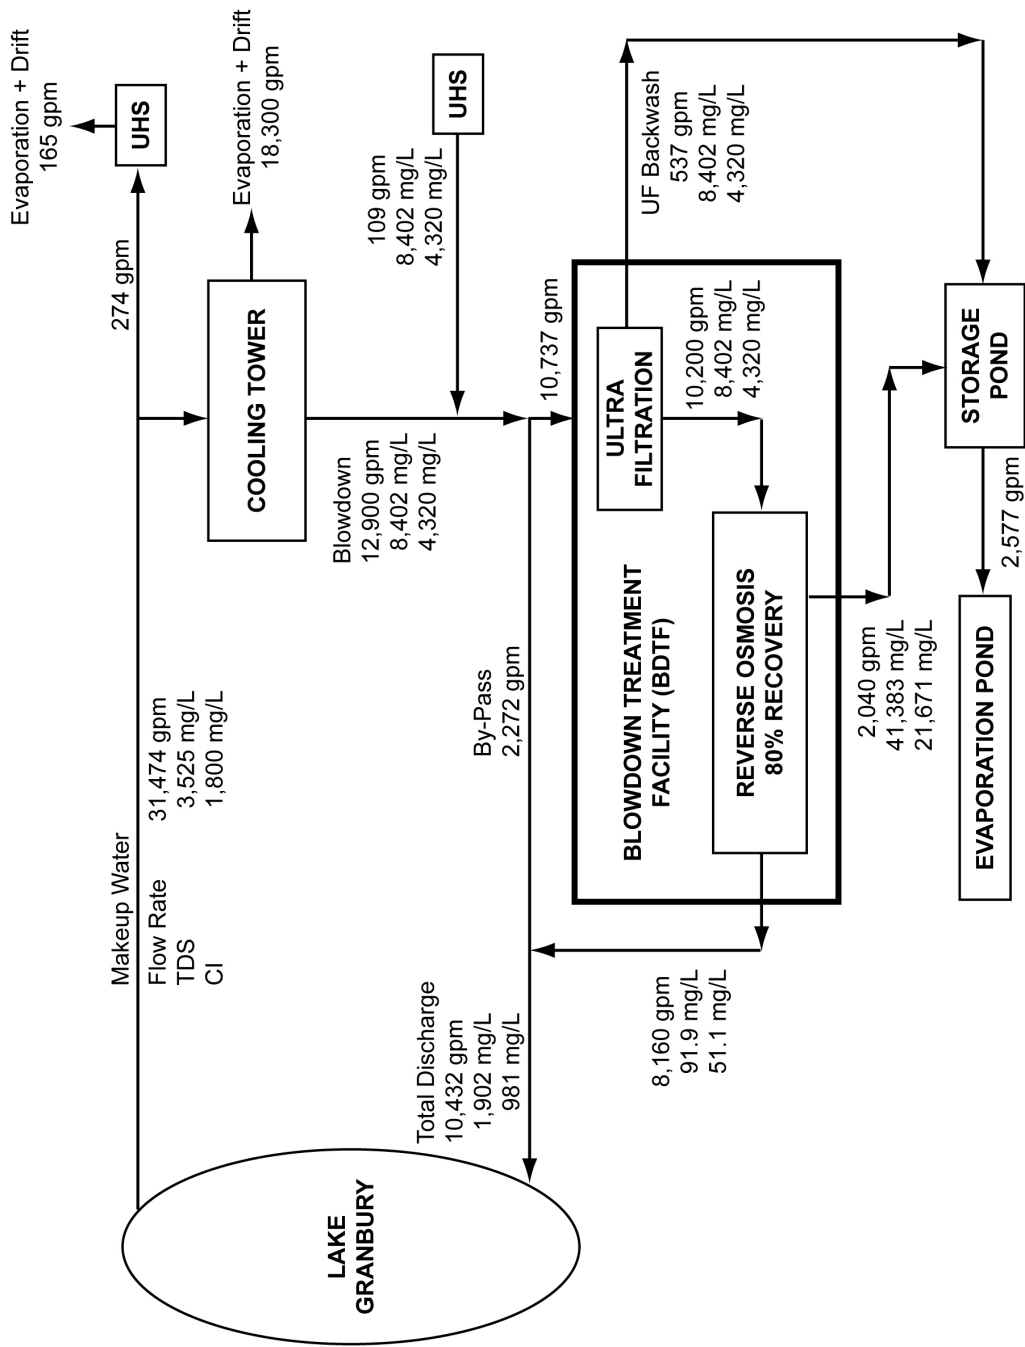 Makeup Water
Flow Rate 31,474 gpm
TDS 3,525 mg/L
Cl 1,800 mg/L
274 gpm
UHS
Evaporation + Drift
165 gpm
COOLING TOWER
Evaporation + Drift
18,300 gpm
Blowdown
12,900 gpm
8,402 mg/L
4,320 mg/L
109 gpm
8,402 mg/L
4,320 mg/L
UHS
LAKE
GRANBURY
Total Discharge
10,432 gpm
1,902 mg/L
981 mg/L
By-Pass
2,272 gpm
10,737 gpm
BLOWDOWN TREATMENT
FACILITY (BDTF)
ULTRA
FILTRATION
UF Backwash
537 gpm
8,402 mg/L
4,320 mg/L
10,200 gpm
8,402 mg/L
4,320 mg/L
REVERSE OSMOSIS
80% RECOVERY
8,160 gpm
91.9 mg/L
51.1 mg/L
2,040 gpm
41,383 mg/L
21,671 mg/L
EVAPORATION POND
2,577 gpm
STORAGE
POND